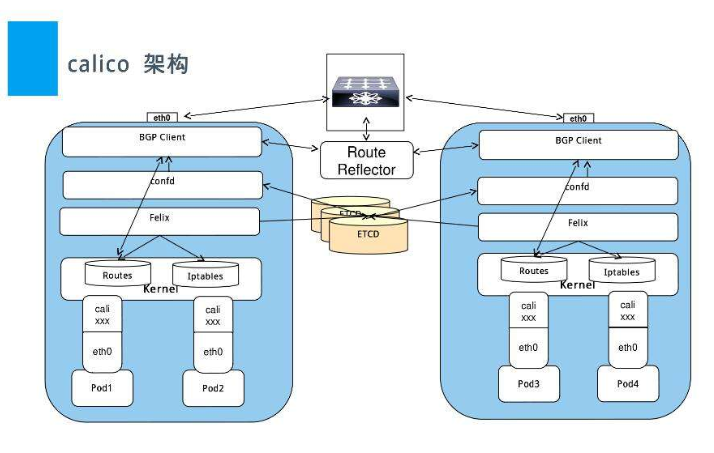 calico 架构
eth0
BGP Client
confd
Felix
Routes
Iptables
Kernel
cali
xxx
cali
xxx
eth0
eth0
Pod1
Pod2
Route
Reflector
ETCD
ETCD
eth0
BGP Client
confd
Felix
Routes
Iptables
Kernel
cali
xxx
cali
xxx
eth0
eth0
Pod3
Pod4